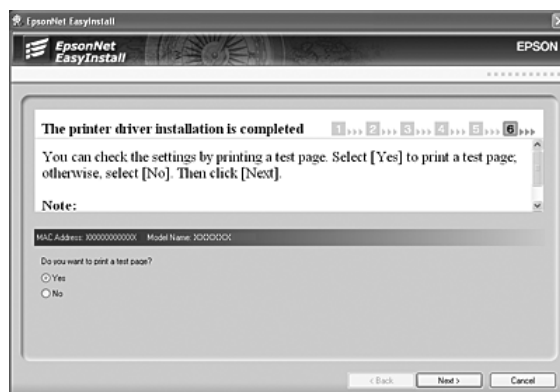 EpsonNet EasyInstall
EpsonNet
EasyInstall
EPSON
The printer driver installation is completed
1 2 3 4 5 6
You can check the settings by printing a test page. Select [Yes] to print a test page;
otherwise, select [No]. Then click [Next].
Note:
MAC Address: XXXXXXXXXXXX Model Name: XXXXXXX
Do you want to print a test page?
Yes
No
< Back Next > Cancel